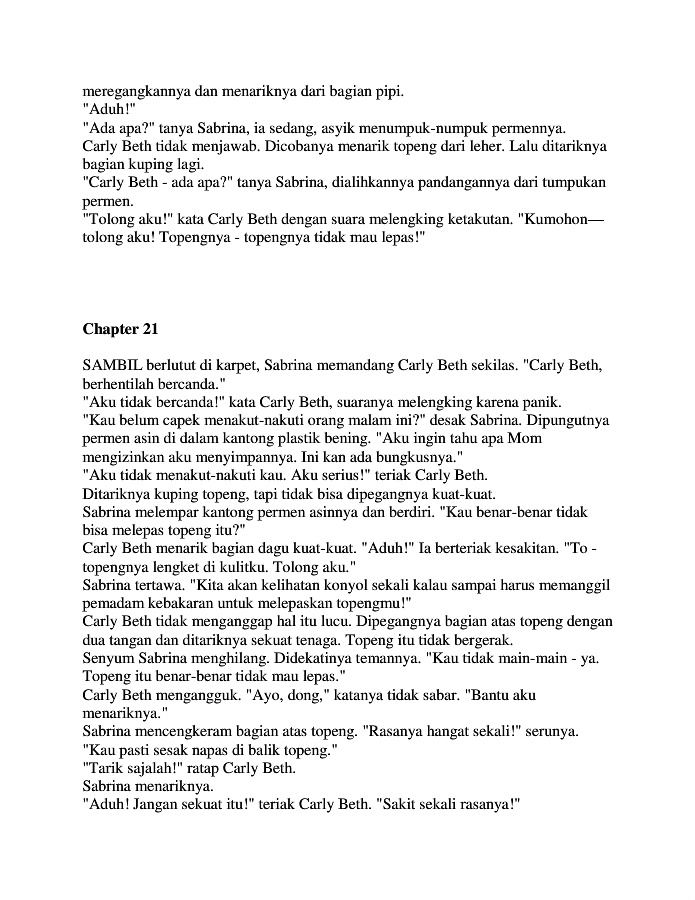 meregangkannya dan menariknya dari bagian pipi.
"Aduh!"
"Ada apa?" tanya Sabrina, ia sedang, asyik menumpuk-numpuk permennya.
Carly Beth tidak menjawab. Dicobanya menarik topeng dari leher. Lalu ditariknya
bagian kuping lagi.
"Carly Beth - ada apa?" tanya Sabrina, dialihkannya pandangannya dari tumpukan
permen.
"Tolong aku!" kata Carly Beth dengan suara melengking ketakutan. "Kumohon—
tolong aku! Topengnya - topengnya tidak mau lepas!"
Chapter 21
SAMBIL berlutut di karpet, Sabrina memandang Carly Beth sekilas. "Carly Beth,
berhentilah bercanda."
"Aku tidak bercanda!" kata Carly Beth, suaranya melengking karena panik.
"Kau belum capek menakut-nakuti orang malam ini?" desak Sabrina. Dipungutnya
permen asin di dalam kantong plastik bening. "Aku ingin tahu apa Mom
mengizinkan aku menyimpannya. Ini kan ada bungkusnya."
"Aku tidak menakut-nakuti kau. Aku serius!" teriak Carly Beth.
Ditariknya kuping topeng, tapi tidak bisa dipegangnya kuat-kuat.
Sabrina melempar kantong permen asinnya dan berdiri. "Kau benar-benar tidak
bisa melepas topeng itu?"
Carly Beth menarik bagian dagu kuat-kuat. "Aduh!" Ia berteriak kesakitan. "To -
topengnya lengket di kulitku. Tolong aku."
Sabrina tertawa. "Kita akan kelihatan konyol sekali kalau sampai harus memanggil
pemadam kebakaran untuk melepaskan topengmu!"
Carly Beth tidak menganggap hal itu lucu. Dipegangnya bagian atas topeng dengan
dua tangan dan ditariknya sekuat tenaga. Topeng itu tidak bergerak.
Senyum Sabrina menghilang. Didekatinya temannya. "Kau tidak main-main - ya.
Topeng itu benar-benar tidak mau lepas."
Carly Beth mengangguk. "Ayo, dong," katanya tidak sabar. "Bantu aku
menariknya."
Sabrina mencengkeram bagian atas topeng. "Rasanya hangat sekali!" serunya.
"Kau pasti sesak napas di balik topeng."
"Tarik sajalah!" ratap Carly Beth.
Sabrina menariknya.
"Aduh! Jangan sekuat itu!" teriak Carly Beth. "Sakit sekali rasanya!"